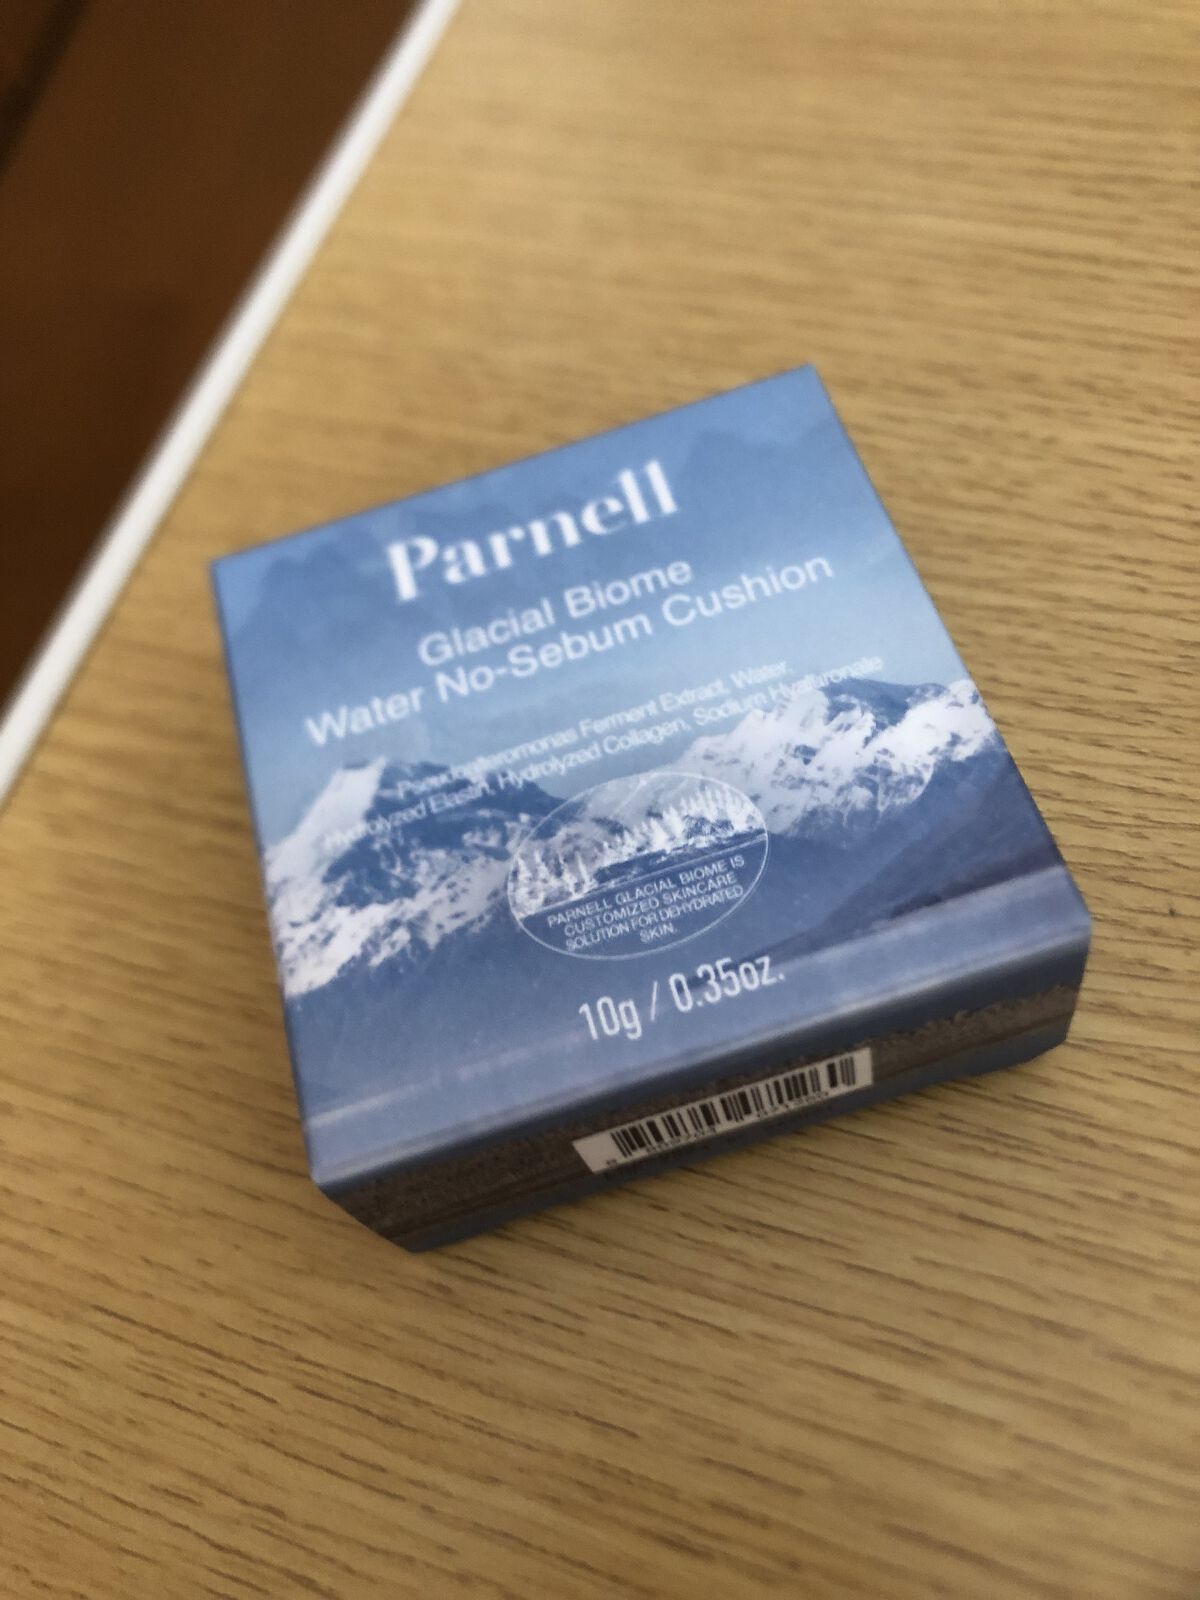 Parnell
Glacial Biome
Water No-Sebum Cushion
Pseudoalteromonas Ferment Extract, Water,
Hydrolyzed Elastin, Hydrolyzed Collagen, Sodium Hyaluronate
PARNELL GLACIAL BIOME IS
CUSTOMIZED SKINCARE
SOLUTION FOR DEHYDRATED
SKIN.
10g / 0.35oz.